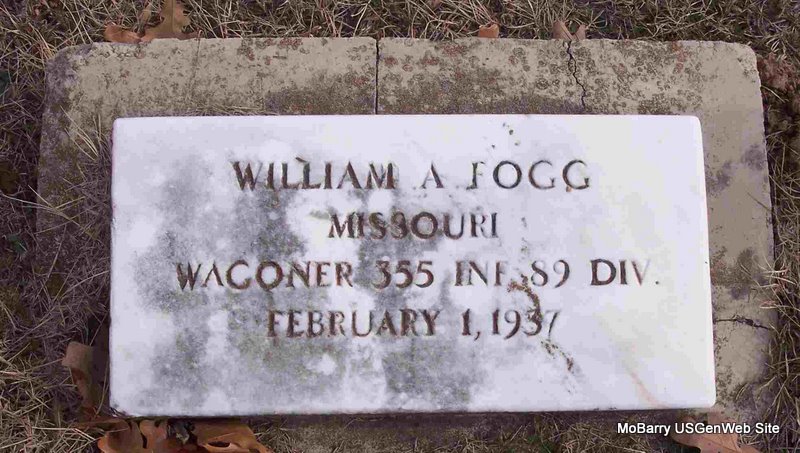 WILLIAM A FOGG
MISSOURI
WAGONER 355 INF 89 DIV.
FEBRUARY 1, 1937
MoBarry USGenWeb Site